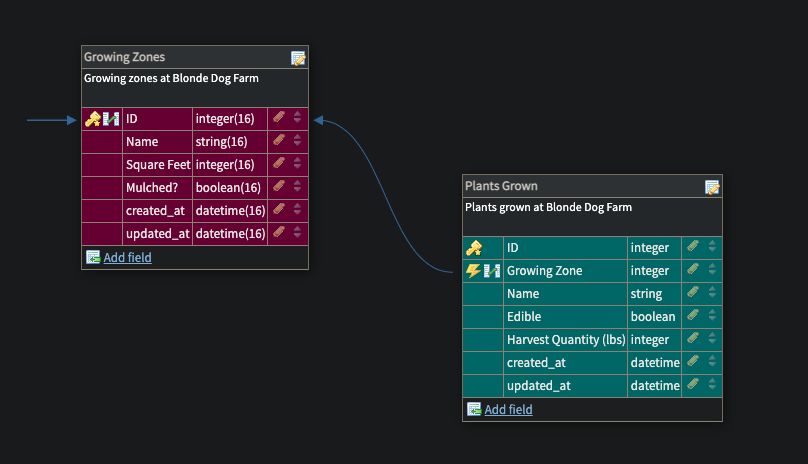 Growing Zones
Growing zones at Blonde Dog Farm
ID integer(16)
Name string(16)
Square Feet integer(16)
Mulched? boolean(16)
created_at datetime(16)
updated_at datetime(16)
Add field
Plants Grown
Plants grown at Blonde Dog Farm
ID integer
Growing Zone integer
Name string
Edible boolean
Harvest Quantity (lbs) integer
created_at datetime
updated_at datetime
Add field